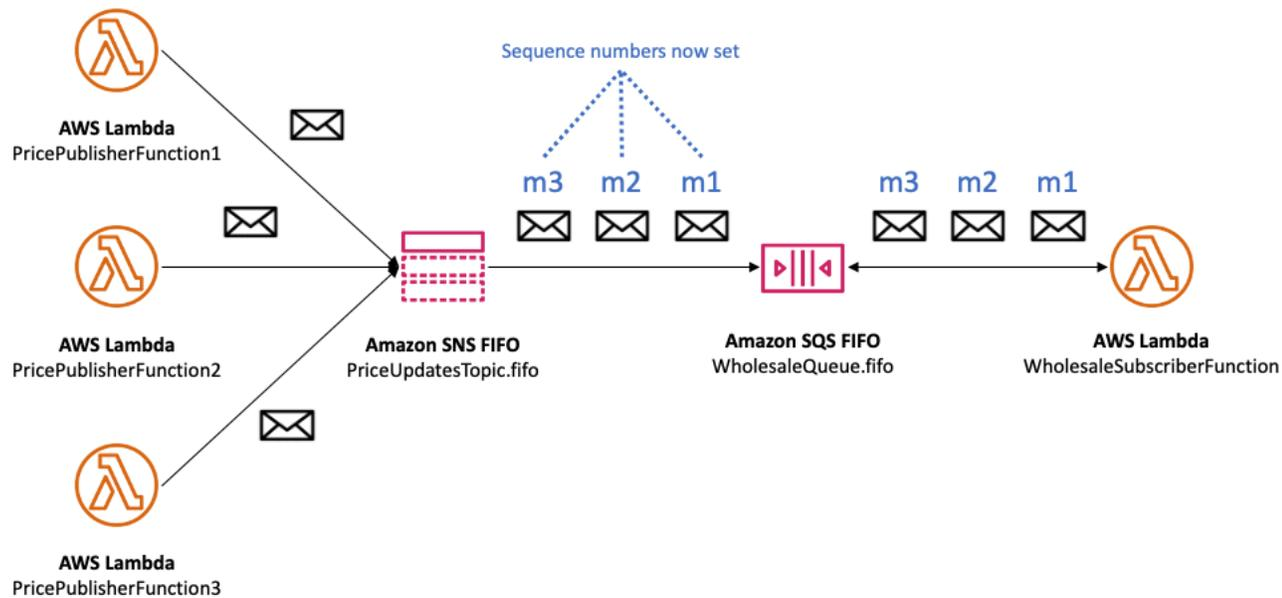 Sequence numbers now set
AWS Lambda
PricePublisherFunction1
m3 m2 m1
m3 m2 m1
AWS Lambda
PricePublisherFunction2
Amazon SNS FIFO
PriceUpdatesTopic.fifo
Amazon SQS FIFO
WholesaleQueue.fifo
AWS Lambda
WholesaleSubscriberFunction
AWS Lambda
PricePublisherFunction3